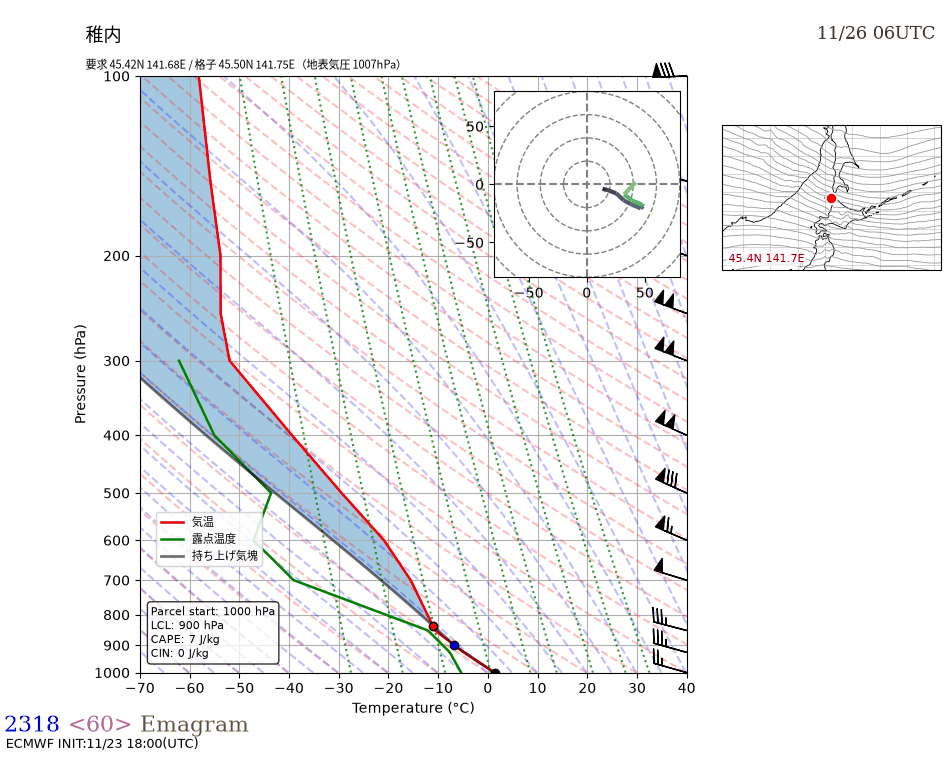 稚内
11/26 06UTC
要求 45.42N 141.68E / 格子 45.50N 141.75E（地表気圧 1007hPa）
100
200
300
400
500
600
700
800
900
1000
Pressure (hPa)
−70 −60 −50 −40 −30 −20 −10 0 10 20 30 40
Temperature (°C)
50
0
−50
−50 0 50
45.4N 141.7E
気温
露点温度
持ち上げ気塊
Parcel start: 1000 hPa
LCL: 900 hPa
CAPE: 7 J/kg
CIN: 0 J/kg
2318 <60> Emagram
ECMWF INIT:11/23 18:00(UTC)